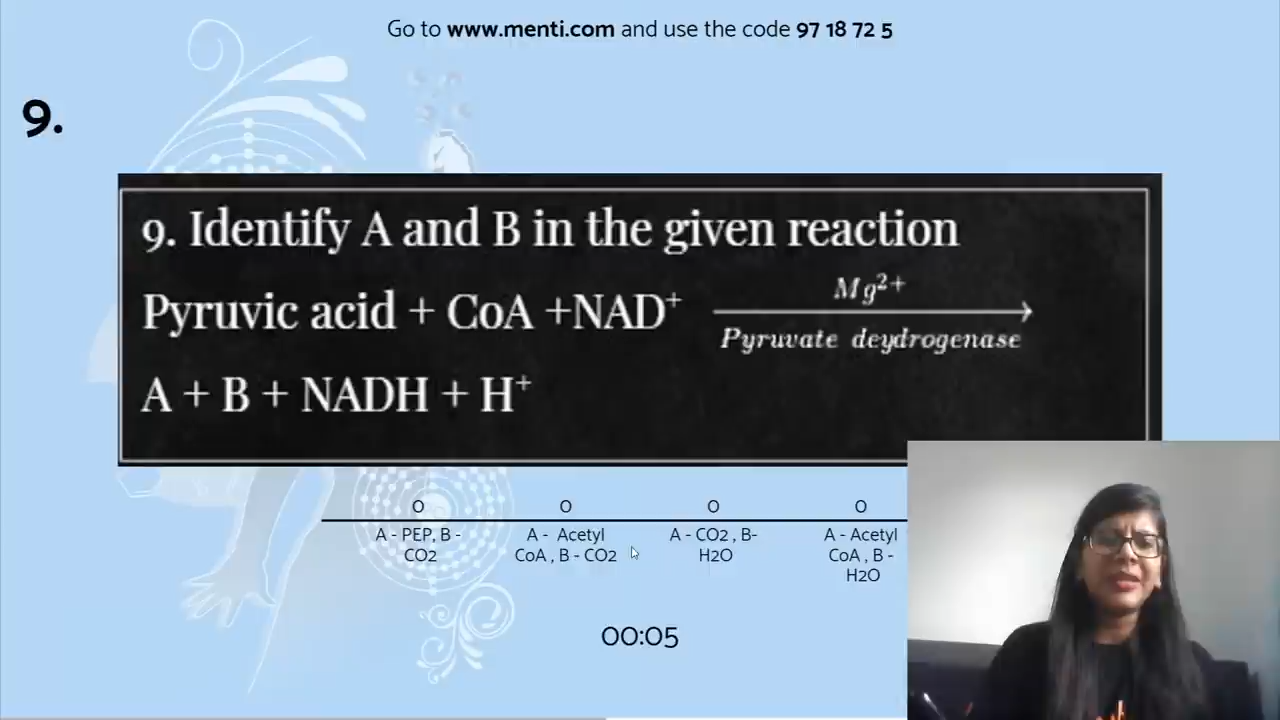 Go to www.menti.com and use the code 97 18 72 5
9.
9. Identify A and B in the given reaction
Mg²⁺
Pyruvic acid + CoA +NAD⁺
Pyruvate deydrogenase
A + B + NADH + H⁺
0 0 0 0
A - PEP, B -
CO2
A - Acetyl
CoA , B - CO2
A - CO2 , B-
H2O
A - Acetyl
CoA , B -
H2O
00:05